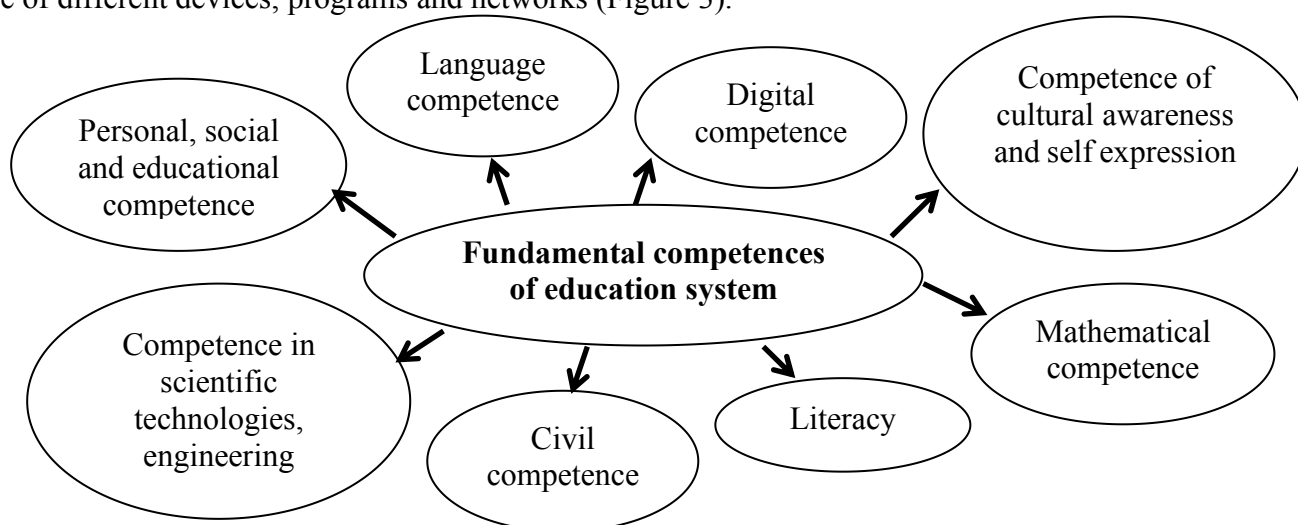 of different devices, programs and networks (Figure 3).
Language
competence
Digital
competence
Competence of
cultural awareness
and self expression
Personal, social
and educational
competence
Fundamental competences
of education system
Mathematical
competence
Competence in
scientific
technologies,
engineering
Civil
competence
Literacy